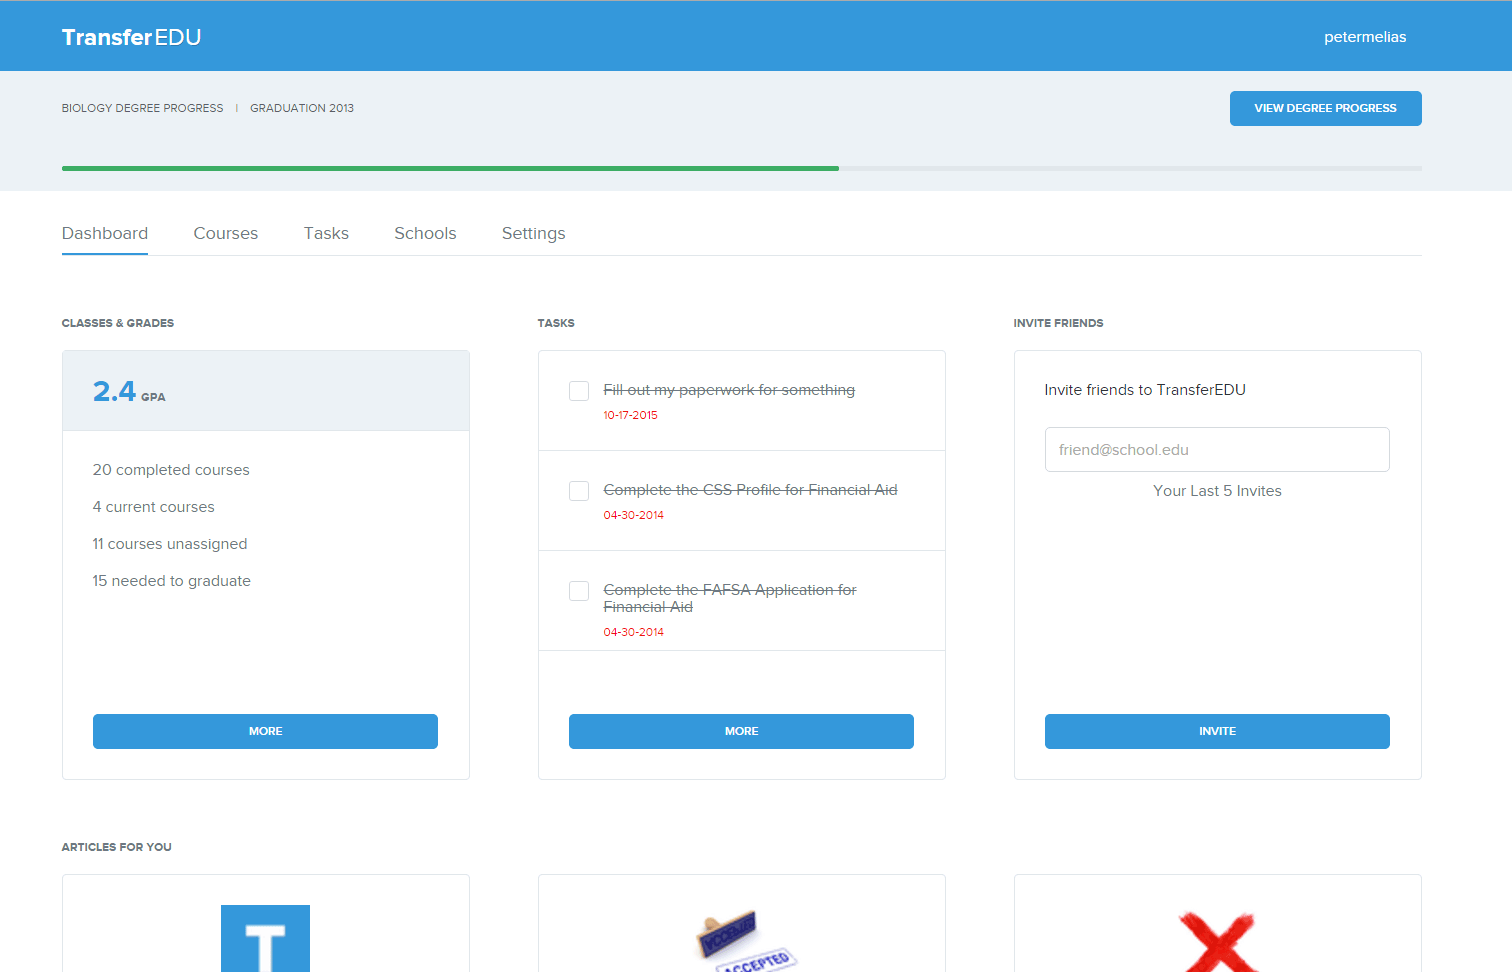 TransferEDU
petermelias
BIOLOGY DEGREE PROGRESS | GRADUATION 2013
VIEW DEGREE PROGRESS
Dashboard
Courses
Tasks
Schools
Settings
CLASSES & GRADES
2.4 GPA
20 completed courses
4 current courses
11 courses unassigned
15 needed to graduate
MORE
TASKS
Fill out my paperwork for something
10-17-2015
Complete the CSS Profile for Financial Aid
04-30-2014
Complete the FAFSA Application for
Financial Aid
04-30-2014
MORE
INVITE FRIENDS
Invite friends to TransferEDU
friend@school.edu
Your Last 5 Invites
INVITE
ARTICLES FOR YOU
T
ACCEPTED